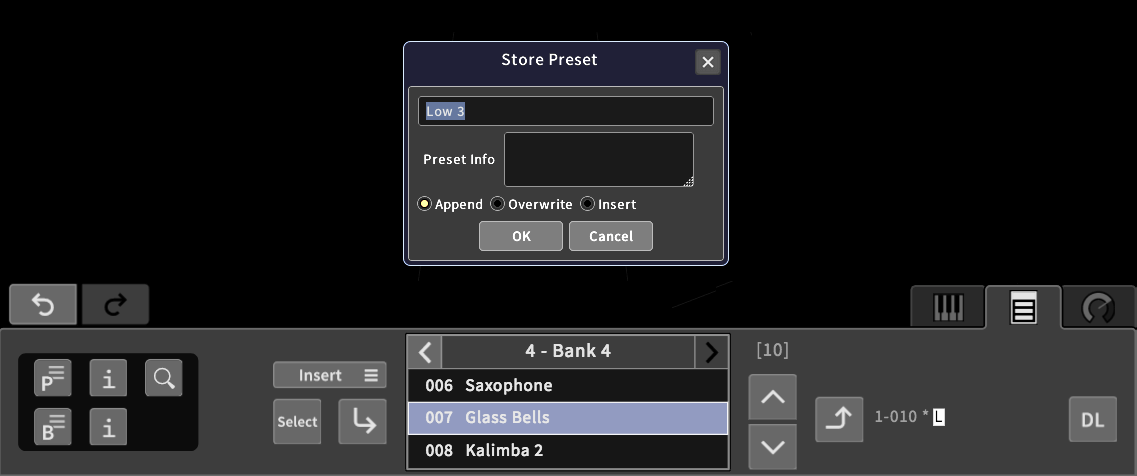 Store Preset
Low 3
Preset Info
Append Overwrite Insert
OK Cancel
4 - Bank 4
[10]
P i
Insert
006 Saxophone
B i
Select
007 Glass Bells
1-010 * L
DL
008 Kalimba 2